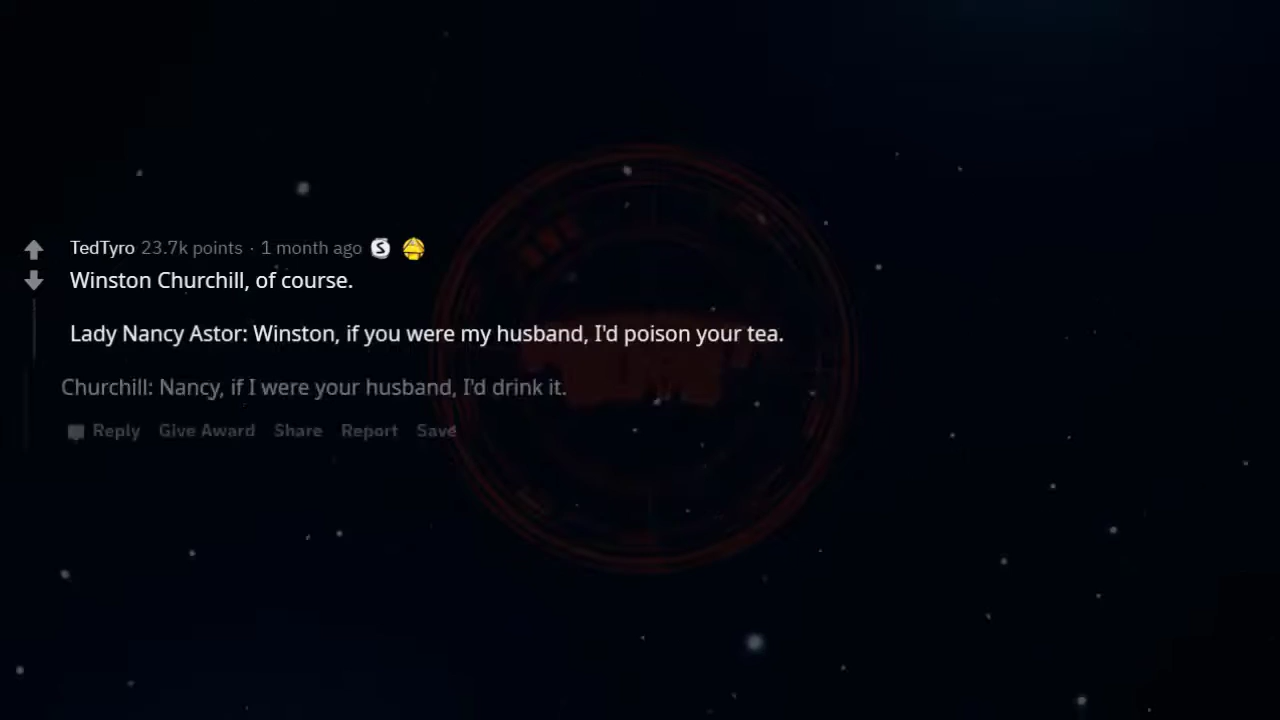 TedTyro 23.7k points · 1 month ago
Winston Churchill, of course.
Lady Nancy Astor: Winston, if you were my husband, I'd poison your tea.
Churchill: Nancy, if I were your husband, I'd drink it.
Reply Give Award Share Report Save